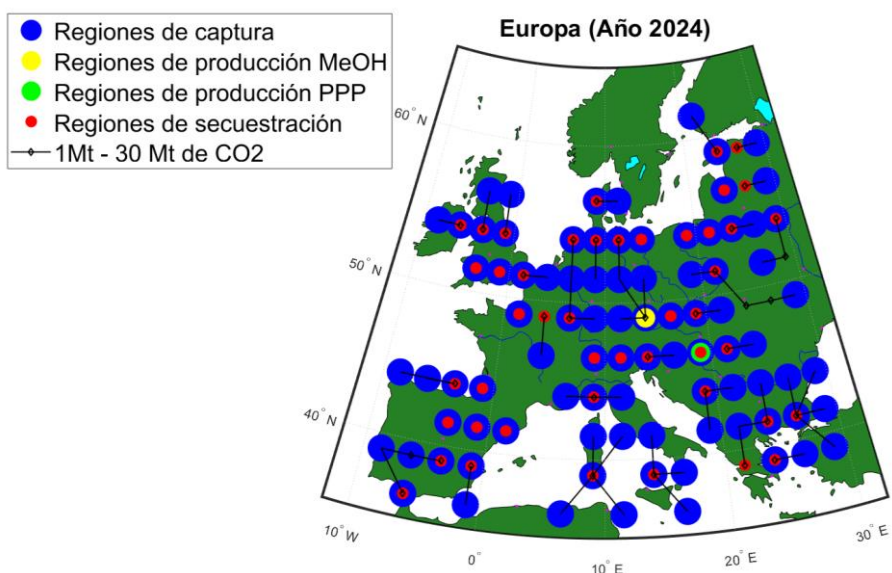 Europa (Año 2024)
Regiones de captura
Regiones de producción MeOH
Regiones de producción PPP
Regiones de secuestración
1Mt - 30 Mt de CO2
60° N
50° N
40° N
10° W
0°
10° E
20° E
30° E